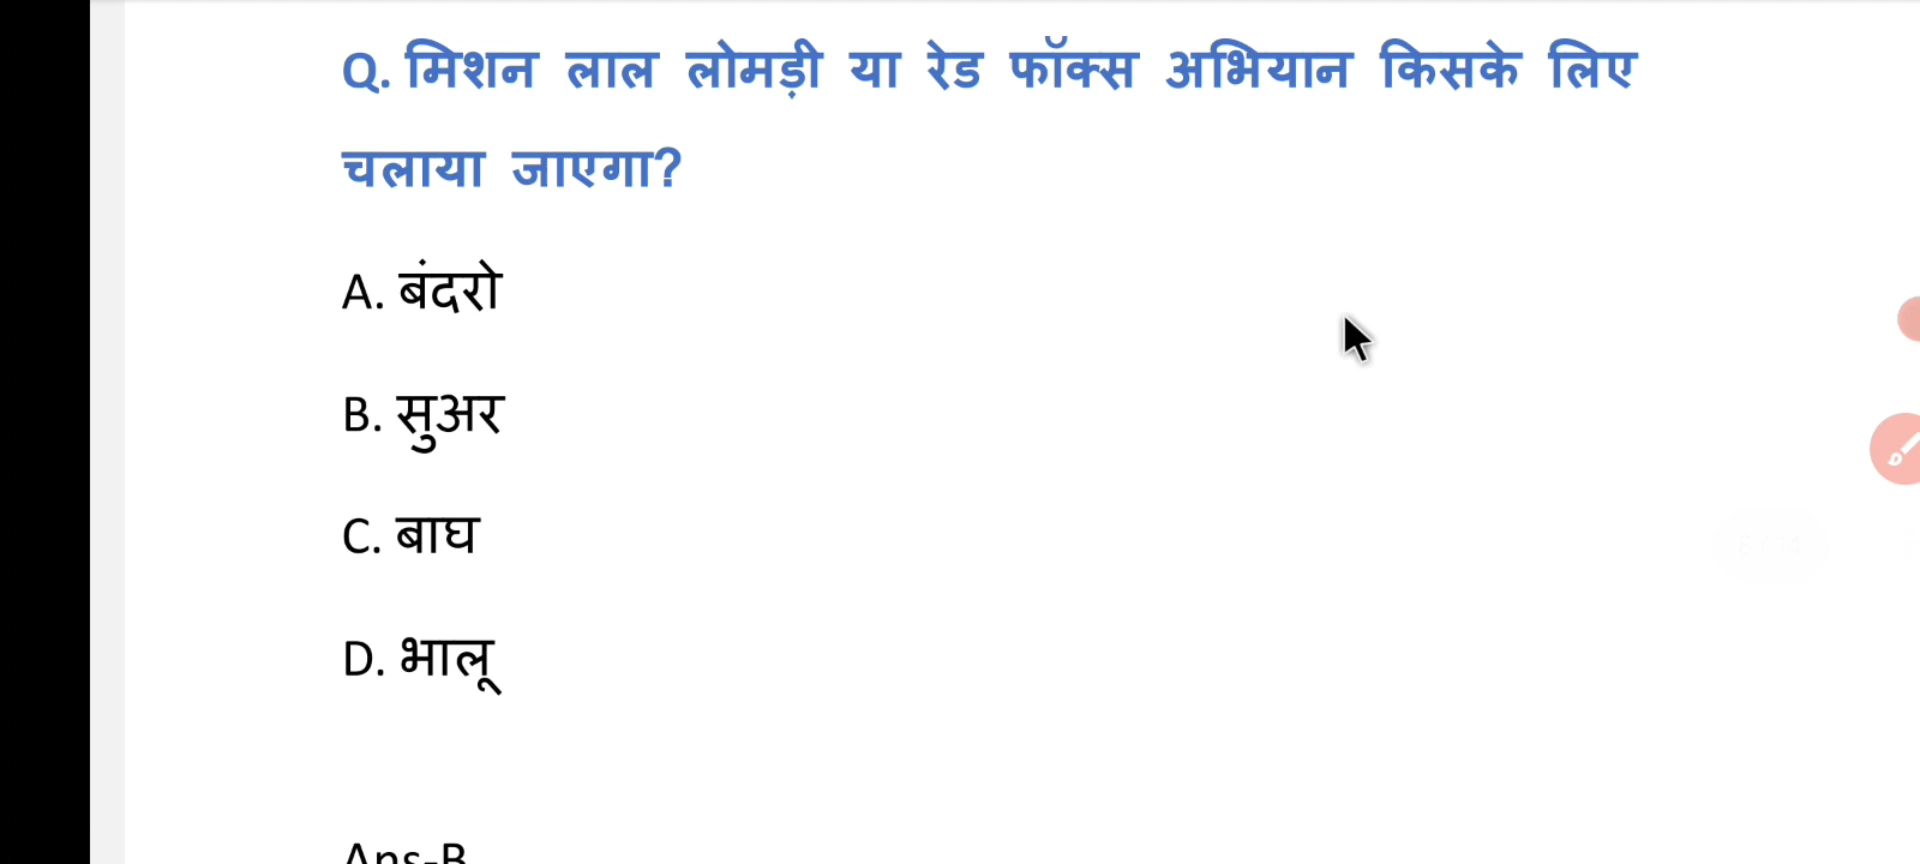 Q. मिशन लाल लोमड़ी या रेड फॉक्स अभियान किसके लिए
चलाया जाएगा?
A. बंदरो
B. सुअर
C. बाघ
D. भालू
Ans-B